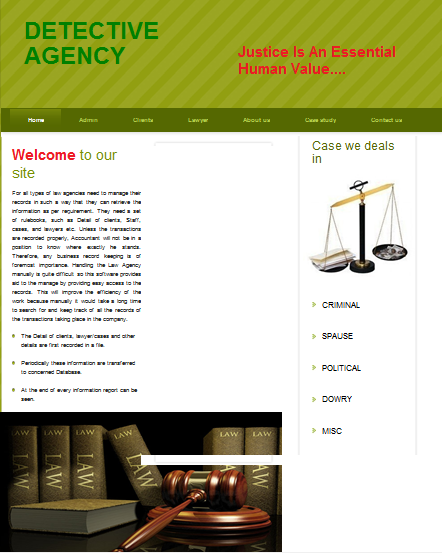 DETECTIVE
AGENCY
Justice Is An Essential
Human Value....
Home Admin Clients Lawyer About us Case study Contact us
Welcome to our
site
For all types of law agencies need to manage their
records in such a way that they can retrieve the
information as per requirement. They need a set
of rulebooks, such as Detail of clients, Staff,
cases, and lawyers etc. Unless the transactions
are recorded properly, Accountant will not be in a
position to know where exactly he stands.
Therefore, any business record keeping is of
foremost importance. Handling the Law Agency
manually is quite difficult so this software provides
aid to the manage by providing easy access to the
records. This will improve the efficiency of the
work because manually it would take a long time
to search for and keep track of all the records of
the transactions taking place in the company.
The Detail of clients, lawyer/cases and other
details are first recorded in a file.
Periodically these information are transferred
to concerned Database.
At the end of every information report can be
seen.
Case we deals
in
CRIMINAL
SPAUSE
POLITICAL
DOWRY
MISC
LAW LAW LAW LAW LAW LAW